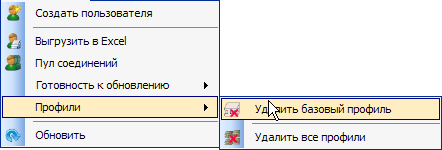 Создать пользователя
Выгрузить в Excel
Пул соединений
Готовность к обновлению
Профили
Обновить
Удалить базовый профиль
Удалить все профили